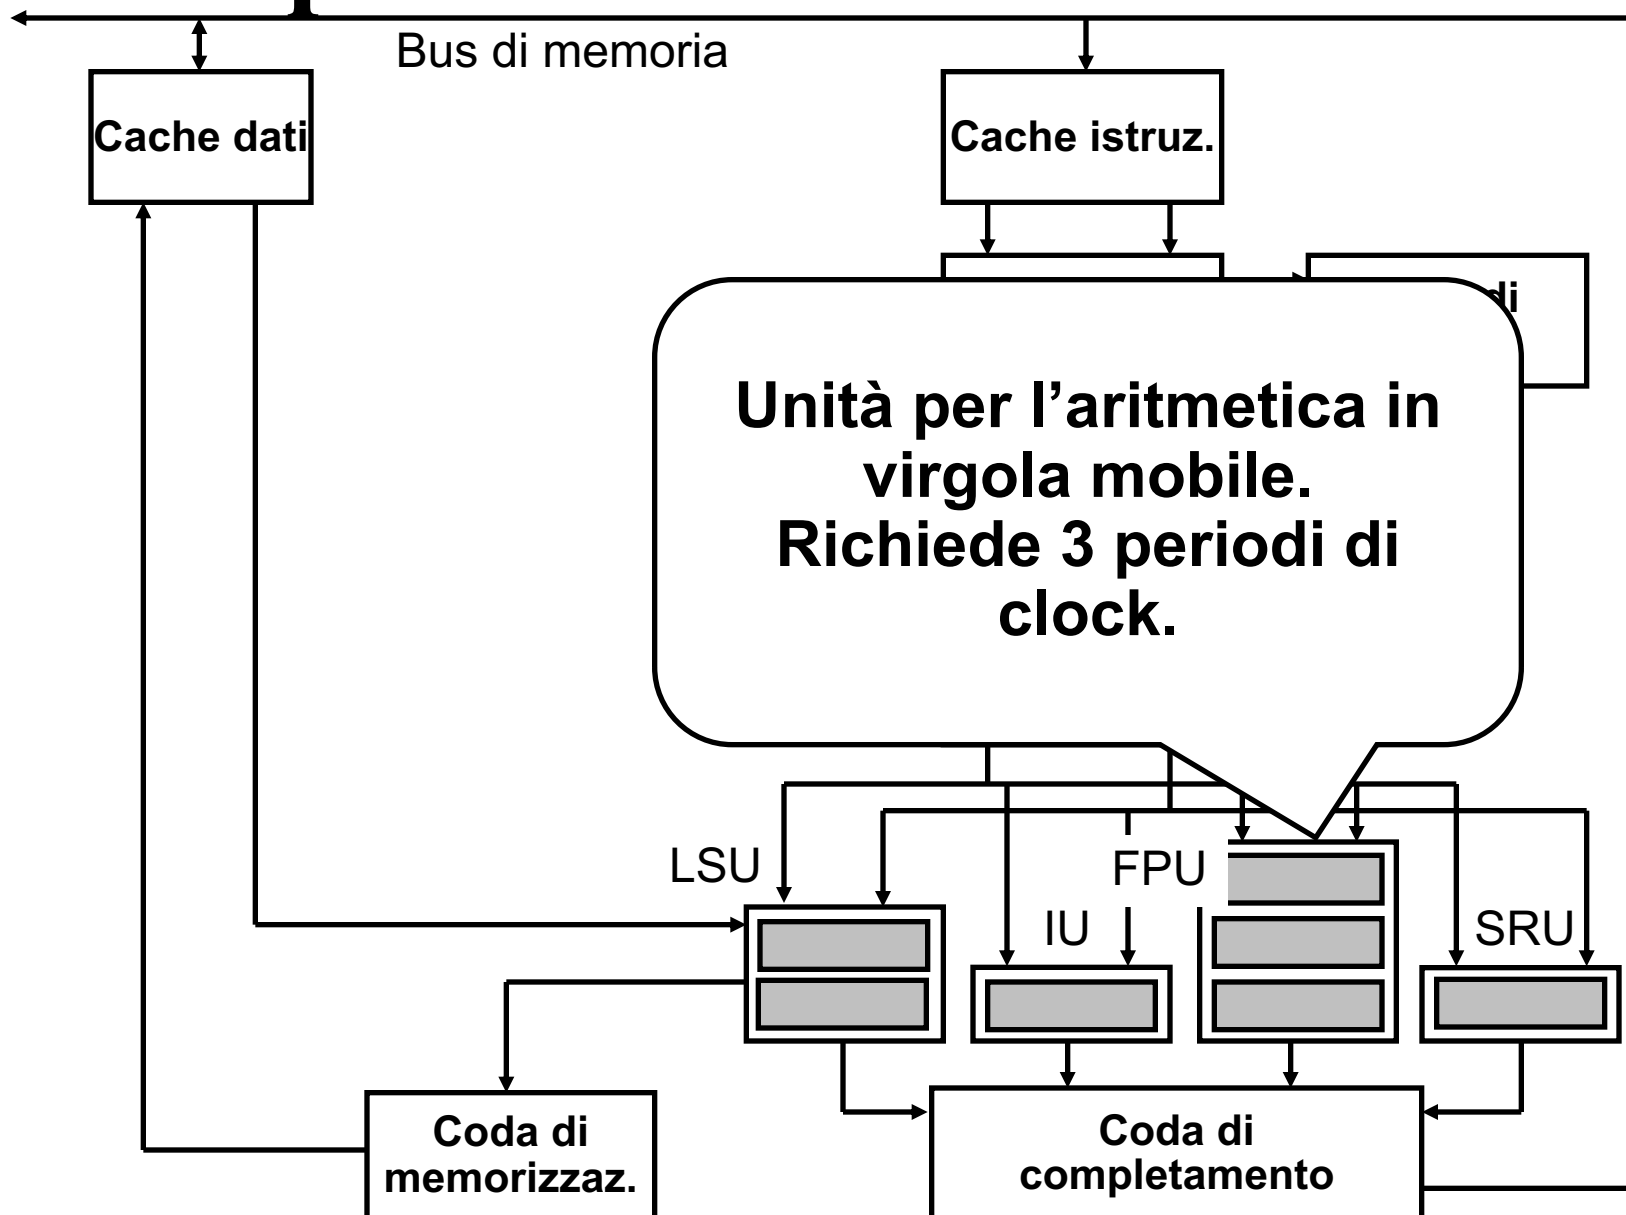 Bus di memoria
Cache dati
Cache istruz.
di
Unità per l’aritmetica in
virgola mobile.
Richiede 3 periodi di
clock.
LSU
FPU
IU
SRU
Coda di
memorizzaz.
Coda di
completamento